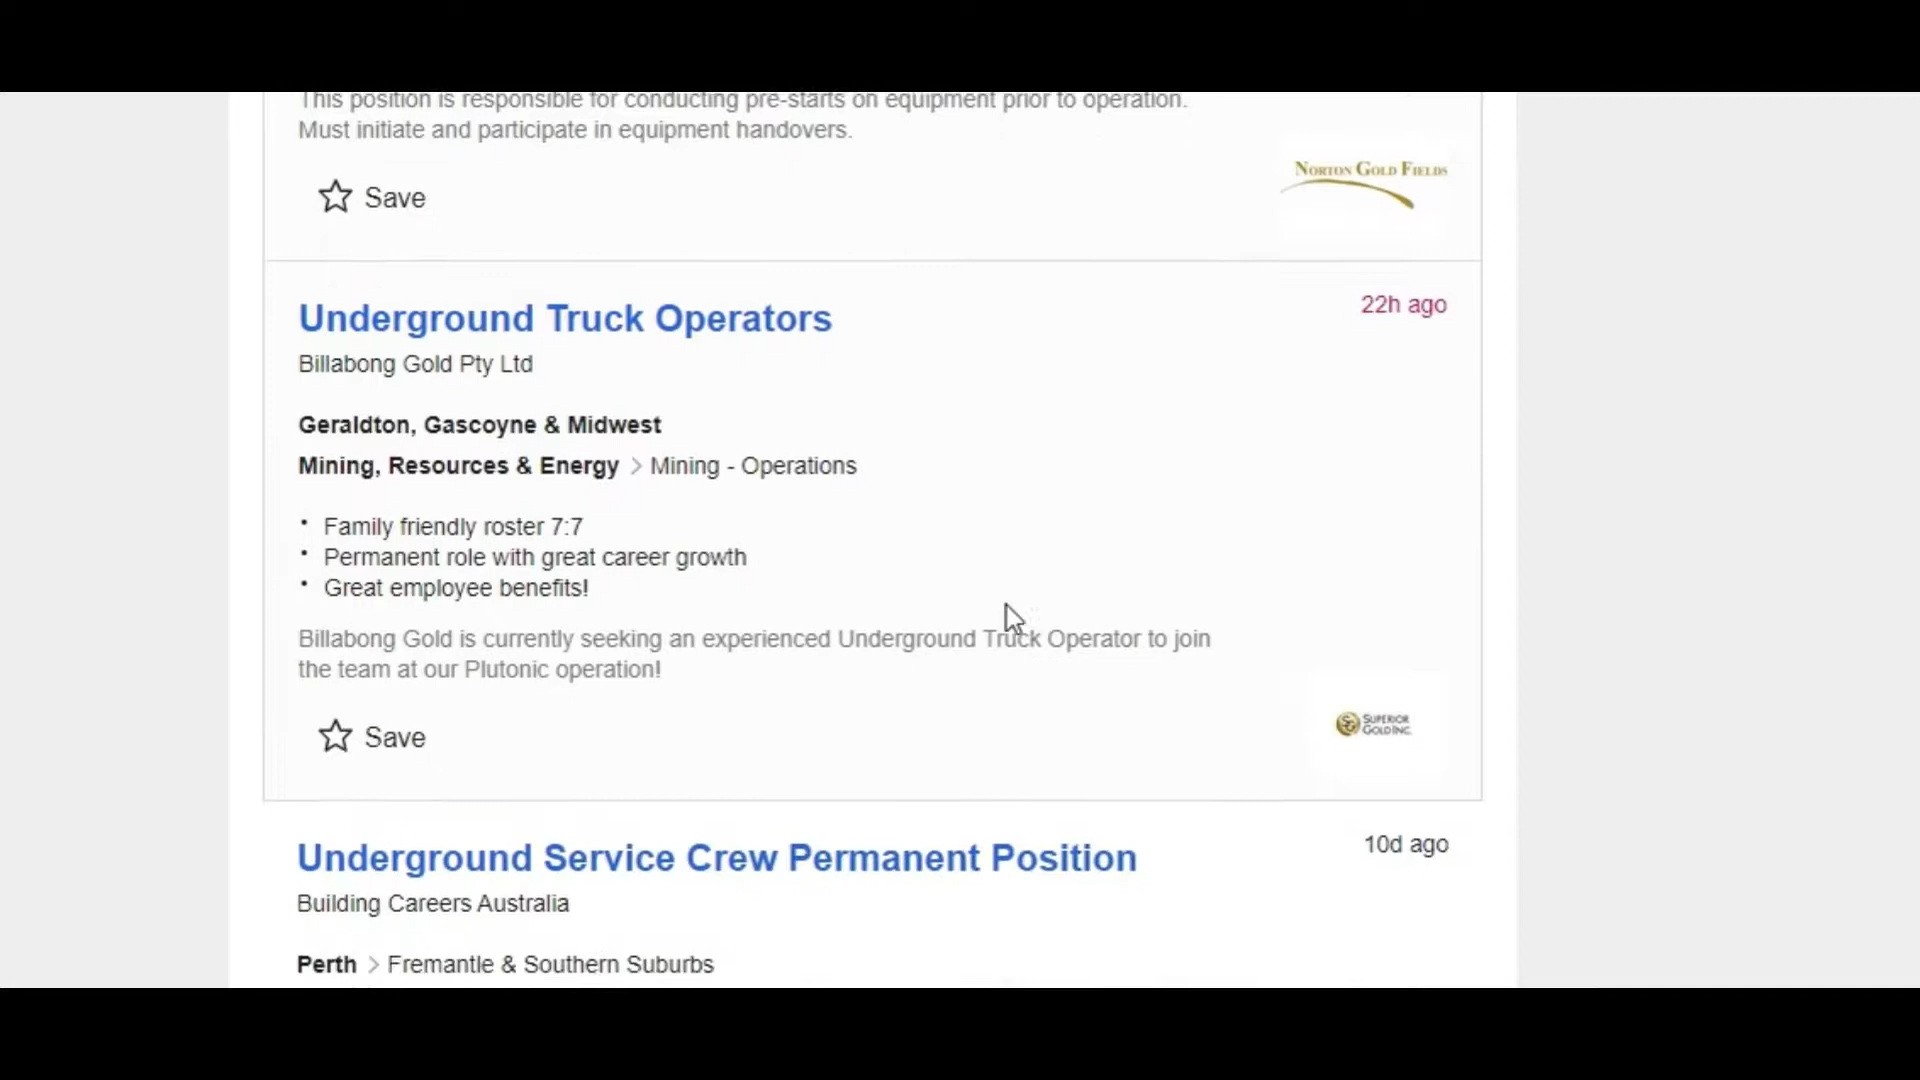 This position is responsible for conducting pre-starts on equipment prior to operation.
Must initiate and participate in equipment handovers.
NORTON GOLD FIELDS
Save
Underground Truck Operators
22h ago
Billabong Gold Pty Ltd
Geraldton, Gascoyne & Midwest
Mining, Resources & Energy > Mining - Operations
• Family friendly roster 7:7
• Permanent role with great career growth
• Great employee benefits!
Billabong Gold is currently seeking an experienced Underground Truck Operator to join
the team at our Plutonic operation!
SG SUPERIOR
GOLD INC.
Save
Underground Service Crew Permanent Position
10d ago
Building Careers Australia
Perth > Fremantle & Southern Suburbs